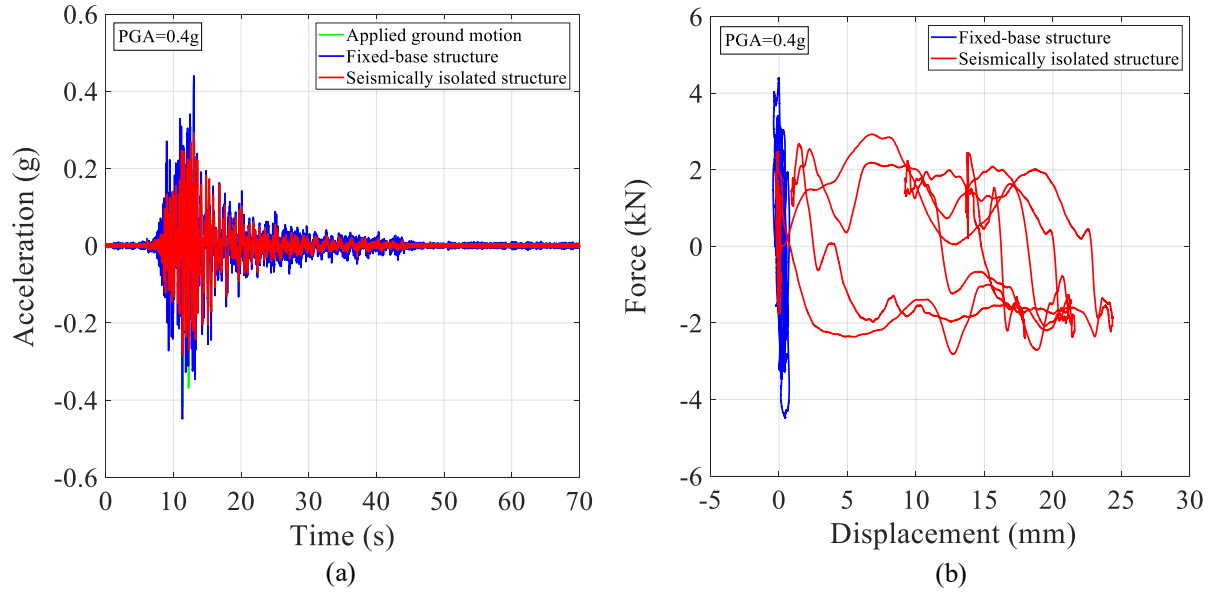 PGA=0.4g
Applied ground motion
Fixed-base structure
Seismically isolated structure
0.6
0.4
0.2
0
-0.2
-0.4
-0.6
Acceleration (g)
0 10 20 30 40 50 60 70
Time (s)
(a)
PGA=0.4g
Fixed-base structure
Seismically isolated structure
6
4
2
0
-2
-4
-6
Force (kN)
-5 0 5 10 15 20 25 30
Displacement (mm)
(b)